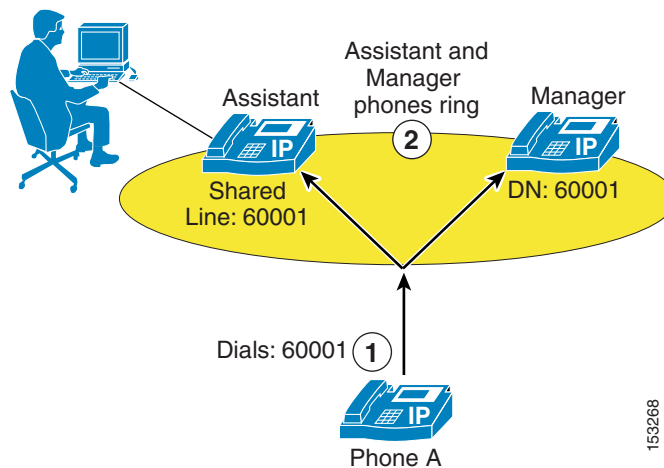 Assistant and
Manager
phones ring
2
Assistant
IP
Shared
Line: 60001
Manager
IP
DN: 60001
Dials: 60001 1
IP
Phone A
153268